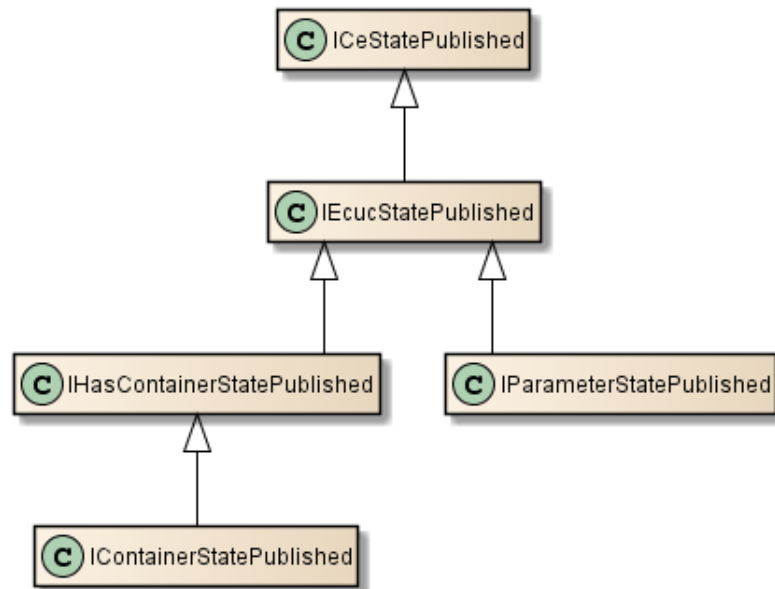 C ICeStatePublished
C IEcucStatePublished
C IHasContainerStatePublished
C IParameterStatePublished
C IContainerStatePublished